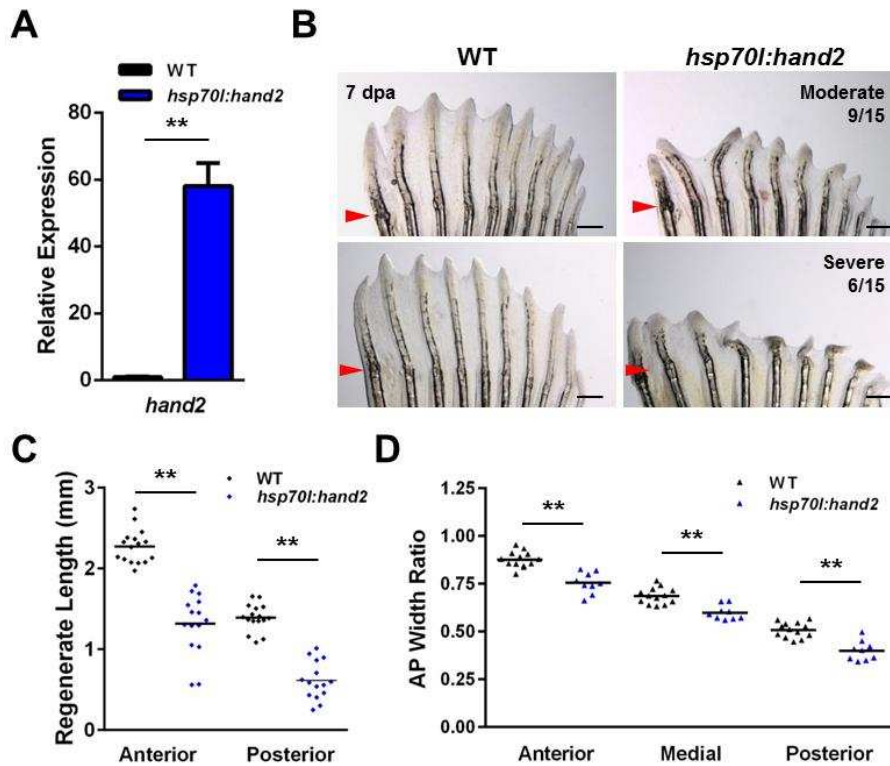 A
WT
hsp70l:hand2
Relative Expression
80
60
40
20
0
**
hand2
B
WT
hsp70l:hand2
7 dpa
Moderate
9/15
Severe
6/15
C
Regenerate Length (mm)
3
2
1
0
**
**
WT
hsp70l:hand2
Anterior
Posterior
D
AP Width Ratio
1.25
1.00
0.75
0.50
0.25
0.00
**
**
**
WT
hsp70l:hand2
Anterior
Medial
Posterior